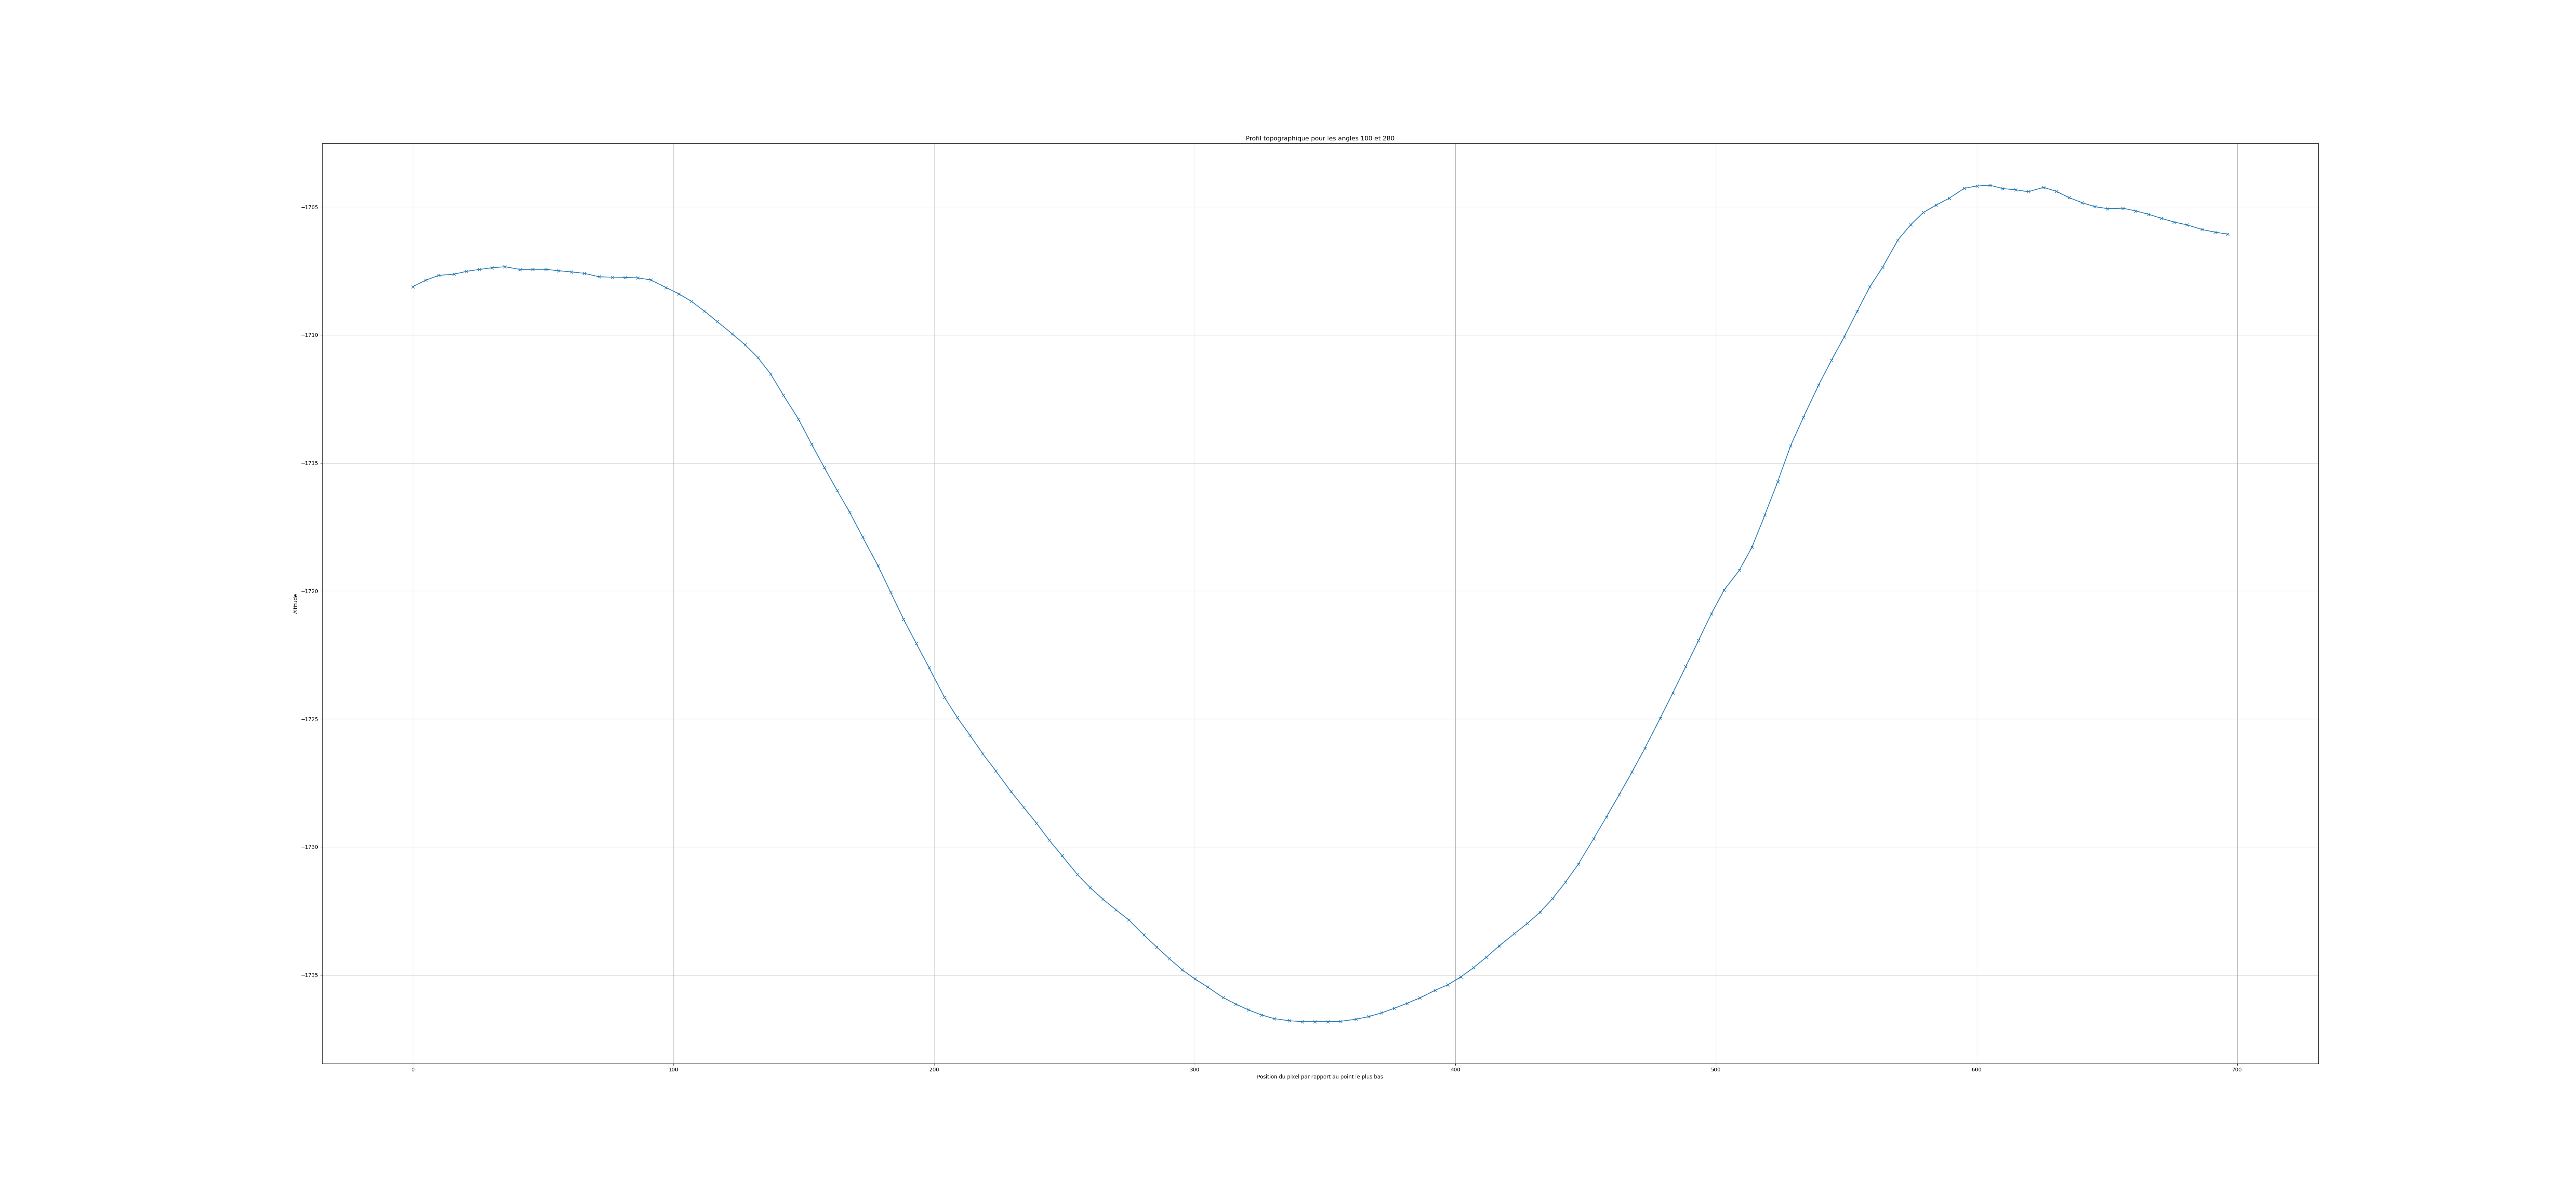 Profil topographique pour les angles 100 et 280
−1705
−1710
−1715
−1720
−1725
−1730
−1735
Altitude
0 100 200 300 400 500 600 700
Position du pixel par rapport au point le plus bas